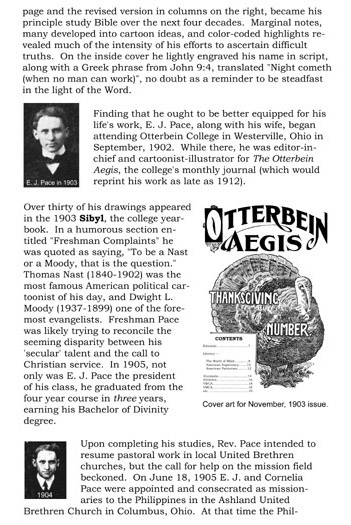 page and the revised version in columns on the right, became his
principle study Bible over the next four decades.  Marginal notes,
many developed into cartoon ideas, and color-coded highlights re-
vealed much of the intensity of his efforts to ascertain difficult
truths.  On the inside cover he lightly engraved his name in script,
along with a Greek phrase from John 9:4, translated "Night cometh
(when no man can work)", no doubt as a reminder to be steadfast
in the light of the Word.
E. J. Pace in 1903
Finding that he ought to be better equipped for his
life's work, E. J. Pace, along with his wife, began
attending Otterbein College in Westerville, Ohio in
September, 1902.  While there, he was editor-in-
chief and cartoonist-illustrator for The Otterbein
Aegis, the college's monthly journal (which would
reprint his work as late as 1912).
Over thirty of his drawings appeared
in the 1903 Sibyl, the college year-
book.  In a humorous section en-
titled "Freshman Complaints" he
was quoted as saying, "To be a Nast
or a Moody, that is the question."
Thomas Nast (1840-1902) was the
most famous American political car-
toonist of his day, and Dwight L.
Moody (1937-1899) one of the fore-
most evangelists.  Freshman Pace
was likely trying to reconcile the
seeming disparity between his
'secular' talent and the call to
Christian service.  In 1905, not
only was E. J. Pace the president
of his class, he graduated from the
four year course in three years,
earning his Bachelor of Divinity
degree.
OTTERBEIN
AEGIS
THANKSGIVING
NUMBER
CONTENTS
Cover art for November, 1903 issue.
1904
Upon completing his studies, Rev. Pace intended to
resume pastoral work in local United Brethren
churches, but the call for help on the mission field
beckoned.  On June 18, 1905 E. J. and Cornelia
Pace were appointed and consecrated as mission-
aries to the Philippines in the Ashland United
Brethren Church in Columbus, Ohio.  At that time the Phil-